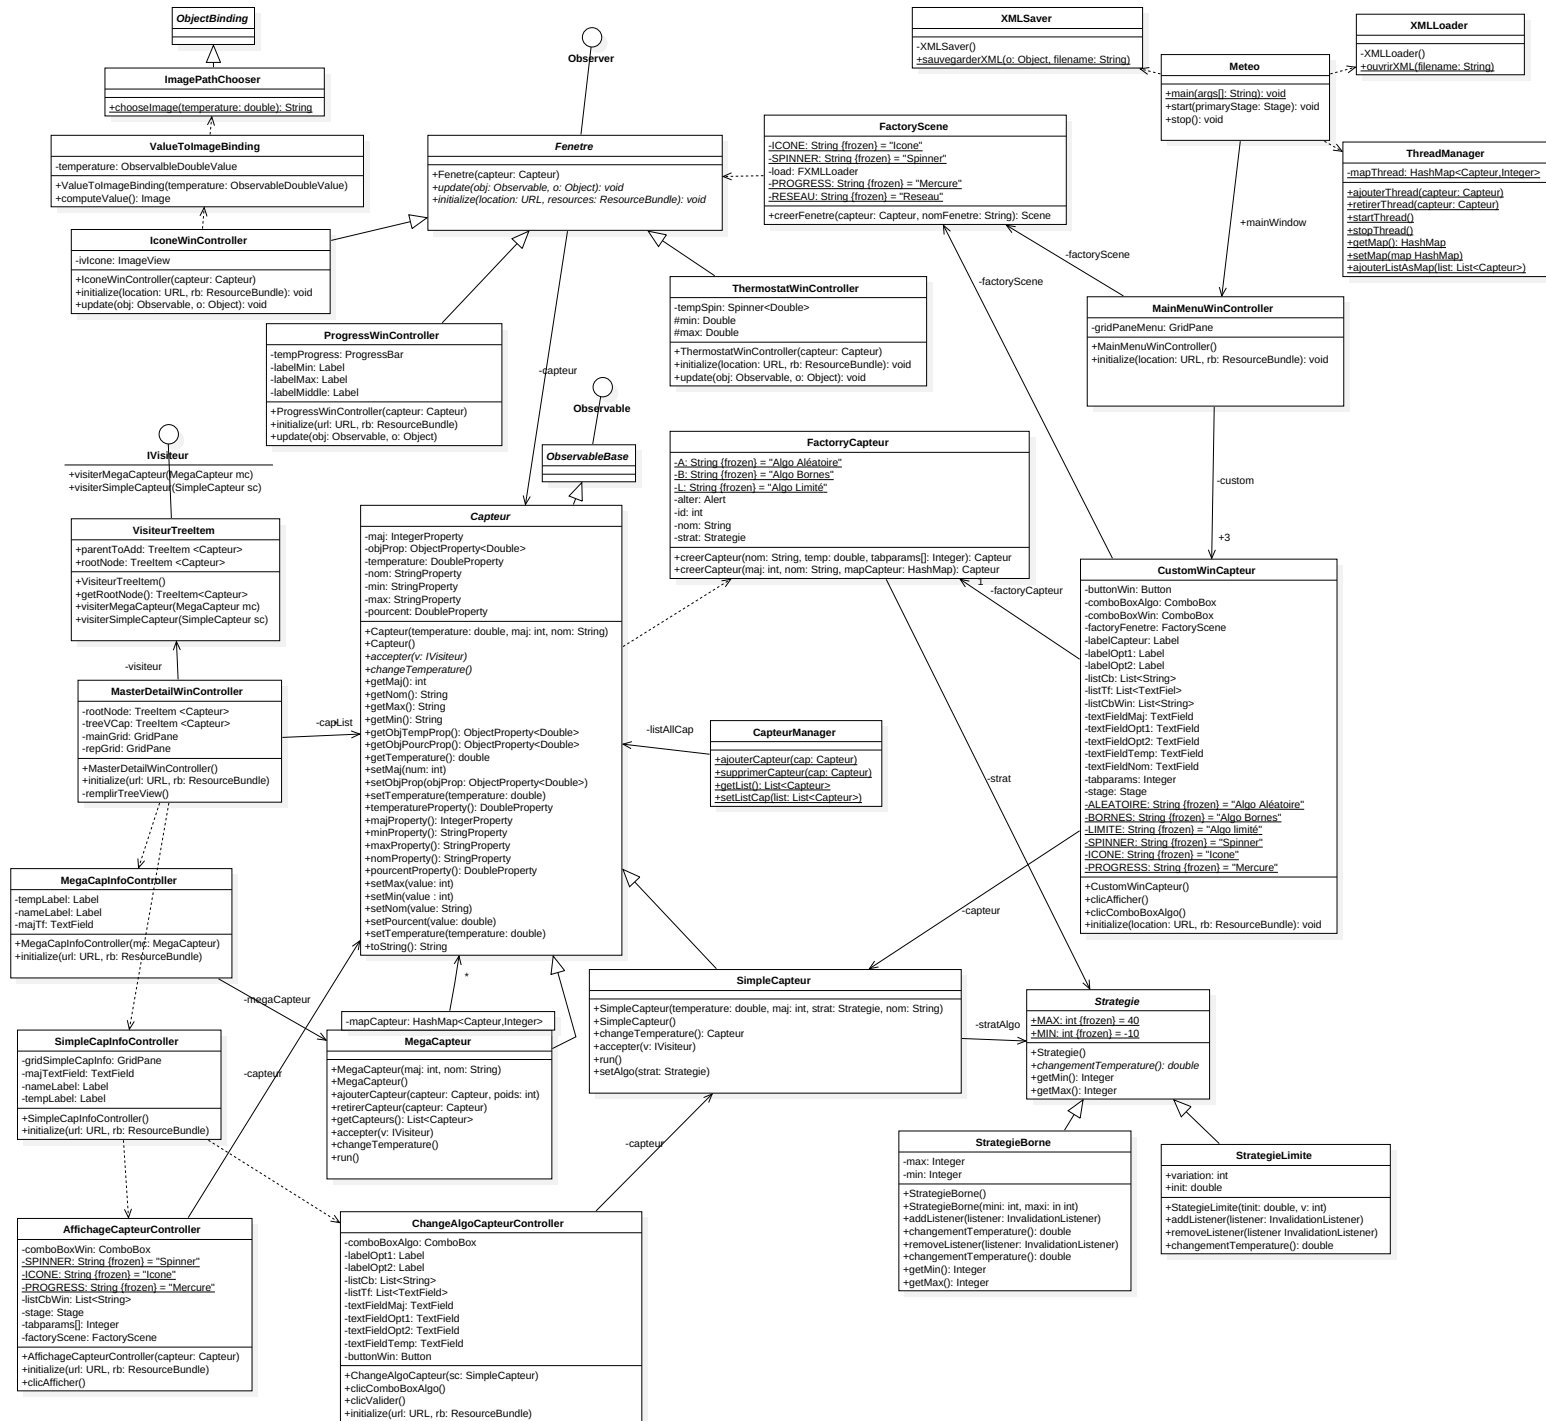 ObjectBinding
ImagePathChooser
+chooseImage(temperature: double): String
ValueToImageBinding
-temperature: ObservalbleDoubleValue
+ValueToImageBinding(temperature: ObservableDoubleValue)
+computeValue(): Image
IconeWinController
-ivIcone: ImageView
+IconeWinController(capteur: Capteur)
+initialize(location: URL, rb: ResourceBundle): void
+update(obj: Observable, o: Object): void
Observer
Fenetre
+Fenetre(capteur: Capteur)
+update(obj: Observable, o: Object): void
+initialize(location: URL, resources: ResourceBundle): void
FactoryScene
-ICONE: String {frozen} = "Icone"
-SPINNER: String {frozen} = "Spinner"
-load: FXMLLoader
-PROGRESS: String {frozen} = "Mercure"
-RESEAU: String {frozen} = "Reseau"
+creerFenetre(capteur: Capteur, nomFenetre: String): Scene
XMLSaver
-XMLSaver()
+sauvegarderXML(o: Object, filename: String)
Meteo
+main(args[]: String): void
+start(primaryStage: Stage): void
+stop(): void
XMLLoader
-XMLLoader()
+ouvrirXML(filename: String)
ThreadManager
-mapThread: HashMap<Capteur,Integer>
+ajouterThread(capteur: Capteur)
+retirerThread(capteur: Capteur)
+startThread()
+stopThread()
+getMap(): HashMap
+setMap(map HashMap)
+ajouterListAsMap(list: List<Capteur>)
+mainWindow
-factoryScene
-factoryScene
MainMenuWinController
-gridPaneMenu: GridPane
+MainMenuWinController()
+initialize(location: URL, rb: ResourceBundle): void
-custom
+3
ProgressWinController
-tempProgress: ProgressBar
-labelMin: Label
-labelMax: Label
-labelMiddle: Label
+ProgressWinController(capteur: Capteur)
+initialize(url: URL, rb: ResourceBundle)
+update(obj: Observable, o: Object)
ThermostatWinController
-tempSpin: Spinner<Double>
#min: Double
#max: Double
+ThermostatWinController(capteur: Capteur)
+initialize(location: URL, rb: ResourceBundle): void
+update(obj: Observable, o: Object): void
-capteur
Observable
ObservableBase
IVisiteur
+visiterMegaCapteur(MegaCapteur mc)
+visiterSimpleCapteur(SimpleCapteur sc)
VisiteurTreeItem
+parentToAdd: TreeItem <Capteur>
+rootNode: TreeItem <Capteur>
+VisiteurTreeItem()
+getRootNode(): TreeItem<Capteur>
+visiterMegaCapteur(MegaCapteur mc)
+visiterSimpleCapteur(SimpleCapteur sc)
-visiteur
MasterDetailWinController
-rootNode: TreeItem <Capteur>
-treeVCap: TreeItem <Capteur>
-mainGrid: GridPane
-repGrid: GridPane
+MasterDetailWinController()
+initialize(url: URL, rb: ResourceBundle)
-remplirTreeView()
-capList
*
Capteur
-maj: IntegerProperty
-objProp: ObjectProperty<Double>
-temperature: DoubleProperty
-nom: StringProperty
-min: StringProperty
-max: StringProperty
-pourcent: DoubleProperty
+Capteur(temperature: double, maj: int, nom: String)
+Capteur()
+accepter(v: IVisiteur)
+changeTemperature()
+getMaj(): int
+getNom(): String
+getMax(): String
+getMin(): String
+getObjTempProp(): ObjectProperty<Double>
+getObjPourcProp(): ObjectProperty<Double>
+getTemperature(): double
+setMaj(num: int)
+setObjProp(objProp: ObjectProperty<Double>)
+setTemperature(temperature: double)
+temperatureProperty(): DoubleProperty
+majProperty(): IntegerProperty
+minProperty(): StringProperty
+maxProperty(): StringProperty
+nomProperty(): StringProperty
+pourcentProperty(): DoubleProperty
+setMax(value: int)
+setMin(value : int)
+setNom(value: String)
+setPourcent(value: double)
+setTemperature(temperature: double)
+toString(): String
FactorryCapteur
-A: String {frozen} = "Algo Aléatoire"
-B: String {frozen} = "Algo Bornes"
-L: String {frozen} = "Algo Limité"
-alter: Alert
-id: int
-nom: String
-strat: Strategie
+creerCapteur(nom: String, temp: double, tabparams[]: Integer): Capteur
+creerCapteur(maj: int, nom: String, mapCapteur: HashMap): Capteur
1
-factoryCapteur
CustomWinCapteur
-buttonWin: Button
-comboBoxAlgo: ComboBox
-comboBoxWin: ComboBox
-factoryFenetre: FactoryScene
-labelCapteur: Label
-labelOpt1: Label
-labelOpt2: Label
-listCb: List<String>
-listTf: List<TextFiel>
-listCbWin: List<String>
-textFieldMaj: TextField
-textFieldOpt1: TextField
-textFieldOpt2: TextField
-textFieldTemp: TextField
-textFieldNom: TextField
-tabparams: Integer
-stage: Stage
-ALEATOIRE: String {frozen} = "Algo Aléatoire"
-BORNES: String {frozen} = "Algo Bornes"
-LIMITE: String {frozen} = "Algo limité"
-SPINNER: String {frozen} = "Spinner"
-ICONE: String {frozen} = "Icone"
-PROGRESS: String {frozen} = "Mercure"
+CustomWinCapteur()
+clicAfficher()
+clicComboBoxAlgo()
+initialize(location: URL, rb: ResourceBundle): void
-listAllCap
CapteurManager
+ajouterCapteur(cap: Capteur)
+supprimerCapteur(cap: Capteur)
+getList(): List<Capteur>
+setListCap(list: List<Capteur>)
-strat
-capteur
MegaCapInfoController
-tempLabel: Label
-nameLabel: Label
-majTf: TextField
+MegaCapInfoController(mc: MegaCapteur)
+initialize(url: URL, rb: ResourceBundle)
-megaCapteur
*
-mapCapteur: HashMap<Capteur,Integer>
MegaCapteur
+MegaCapteur(maj: int, nom: String)
+MegaCapteur()
+ajouterCapteur(capteur: Capteur, poids: int)
+retirerCapteur(capteur: Capteur)
+getCapteurs(): List<Capteur>
+accepter(v: IVisiteur)
+changeTemperature()
+run()
SimpleCapteur
+SimpleCapteur(temperature: double, maj: int, strat: Strategie, nom: String)
+SimpleCapteur()
+changeTemperature(): Capteur
+accepter(v: IVisiteur)
+run()
+setAlgo(strat: Strategie)
-stratAlgo
Strategie
+MAX: int {frozen} = 40
+MIN: int {frozen} = -10
+Strategie()
+changementTemperature(): double
+getMin(): Integer
+getMax(): Integer
SimpleCapInfoController
-gridSimpleCapInfo: GridPane
-majTextField: TextField
-nameLabel: Label
-tempLabel: Label
+SimpleCapInfoController()
+initialize(url: URL, rb: ResourceBundle)
-capteur
-capteur
StrategieBorne
-max: Integer
-min: Integer
+StrategieBorne()
+StrategieBorne(mini: int, maxi: in int)
+addListener(listener: InvalidationListener)
+changementTemperature(): double
+removeListener(listener: InvalidationListener)
+changementTemperature(): double
+getMin(): Integer
+getMax(): Integer
StrategieLimite
+variation: int
+init: double
+StategieLimite(tinit: double, v: int)
+addListener(listener: InvalidationListener)
+removeListener(listener InvalidationListener)
+changementTemperature(): double
AffichageCapteurController
-comboBoxWin: ComboBox
-SPINNER: String {frozen} = "Spinner"
-ICONE: String {frozen} = "Icone"
-PROGRESS: String {frozen} = "Mercure"
-listCbWin: List<String>
-stage: Stage
-tabparams[]: Integer
-factoryScene: FactoryScene
+AffichageCapteurController(capteur: Capteur)
+initialize(url: URL, rb: ResourceBundle)
+clicAfficher()
ChangeAlgoCapteurController
-comboBoxAlgo: ComboBox
-labelOpt1: Label
-labelOpt2: Label
-listCb: List<String>
-listTf: List<TextField>
-textFieldMaj: TextField
-textFieldOpt1: TextField
-textFieldOpt2: TextField
-textFieldTemp: TextField
-buttonWin: Button
+ChangeAlgoCapteur(sc: SimpleCapteur)
+clicComboBoxAlgo()
+clicValider()
+initialize(url: URL, rb: ResourceBundle)